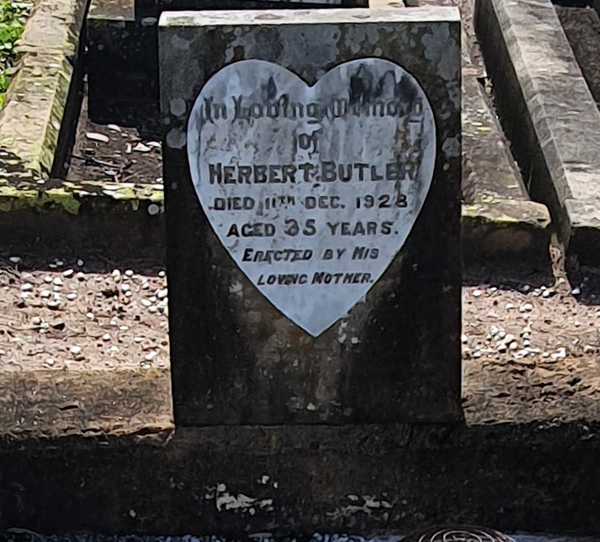 In Loving Memory
of
HERBERT BUTLER
DIED 11TH DEC. 1928
AGED 35 YEARS.
ERECTED BY HIS
LOVING MOTHER.